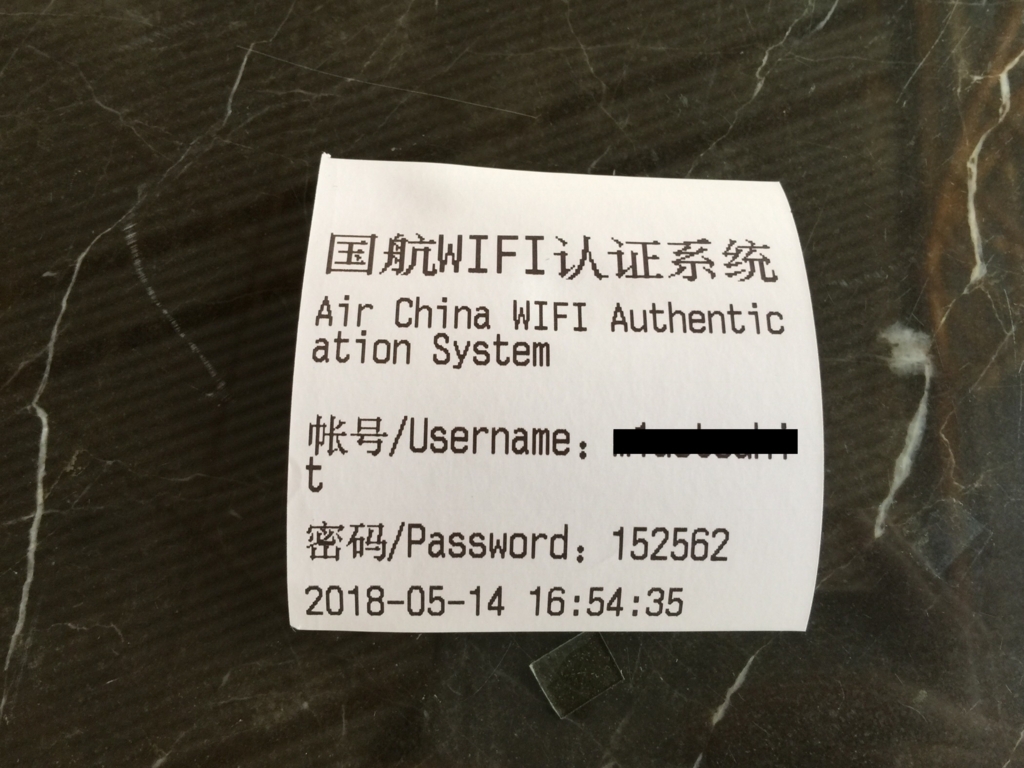 国航WIFI认证系统
Air China WIFI Authentic
ation System
帐号/Username：
t
密码/Password：152562
2018-05-14 16:54:35